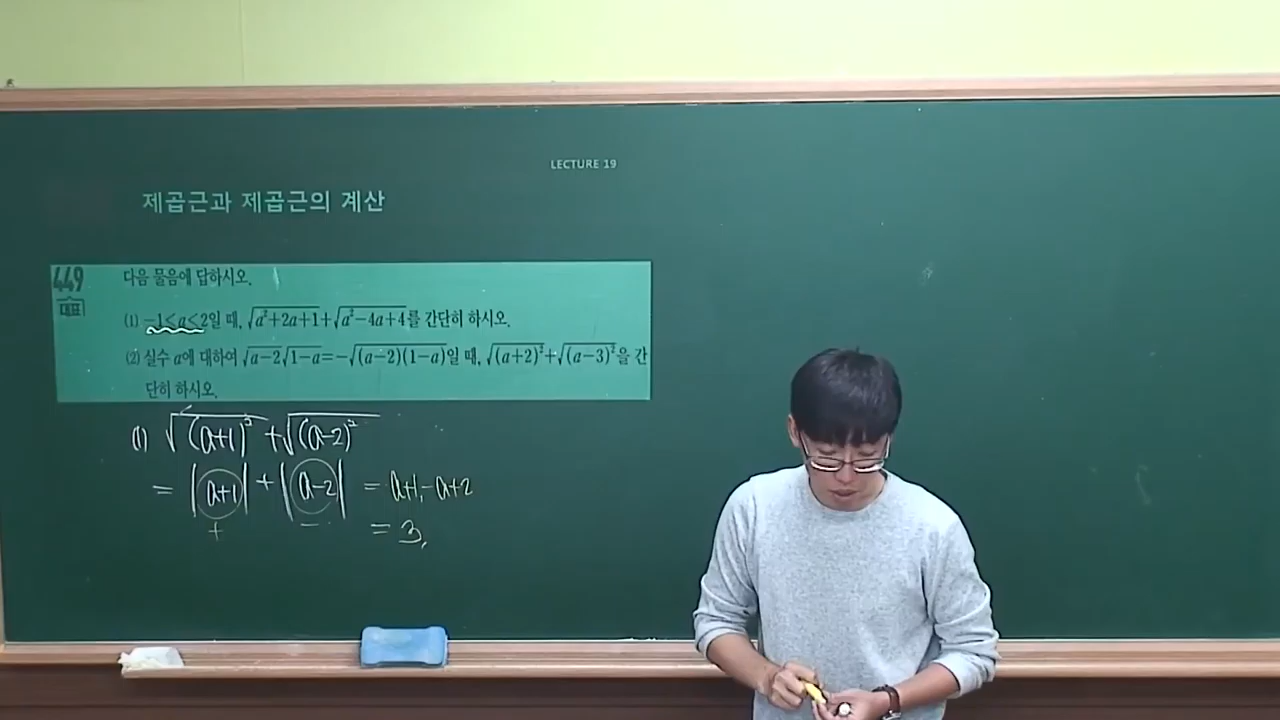 LECTURE 19
제곱근과 제곱근의 계산
449 다음 물음에 답하시오.
대표
(1) -1<a<2일 때, √(a²+2a+1)+√(a²-4a+4)를 간단히 하시오.
(2) 실수 a에 대하여 √(a-2)√(1-a)=-√((a-2)(1-a))일 때, √((a+2)²)+√((a-3)²)을 간
단히 하시오.
(1) √((a+1)²)+√((a-2)²)
= |a+1| + |a-2| = a+1-a+2
+ - = 3